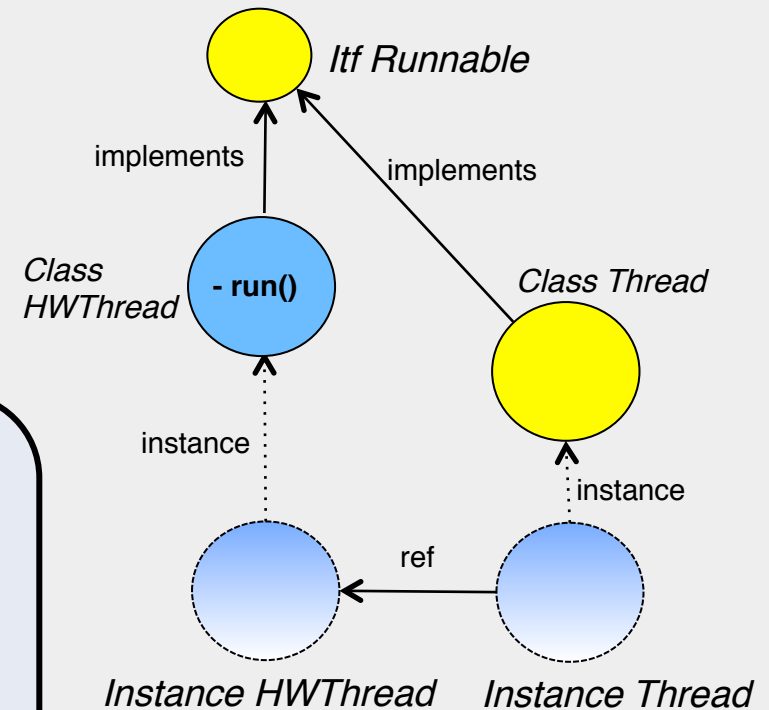 Itf Runnable
implements
implements
Class
HWThread
- run()
Class Thread
instance
instance
ref
Instance HWThread
Instance Thread